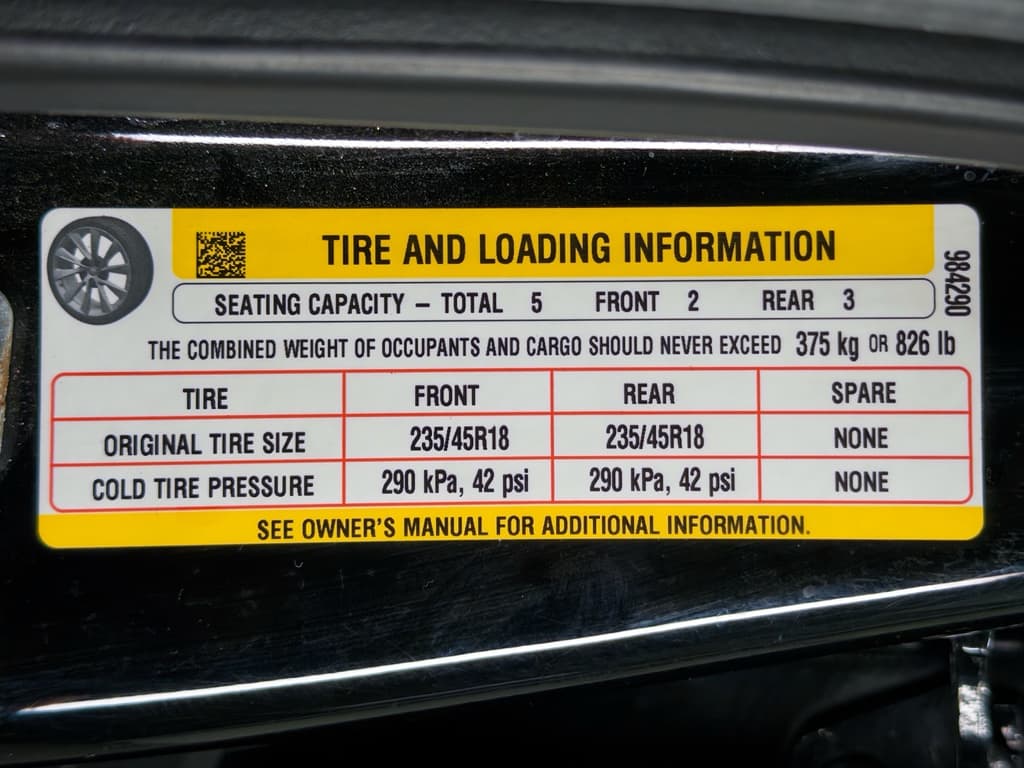 TIRE AND LOADING INFORMATION
SEATING CAPACITY – TOTAL 5 FRONT 2 REAR 3
984290
THE COMBINED WEIGHT OF OCCUPANTS AND CARGO SHOULD NEVER EXCEED 375 kg OR 826 lb
TIRE FRONT REAR SPARE
ORIGINAL TIRE SIZE 235/45R18 235/45R18 NONE
COLD TIRE PRESSURE 290 kPa, 42 psi 290 kPa, 42 psi NONE
SEE OWNER'S MANUAL FOR ADDITIONAL INFORMATION.